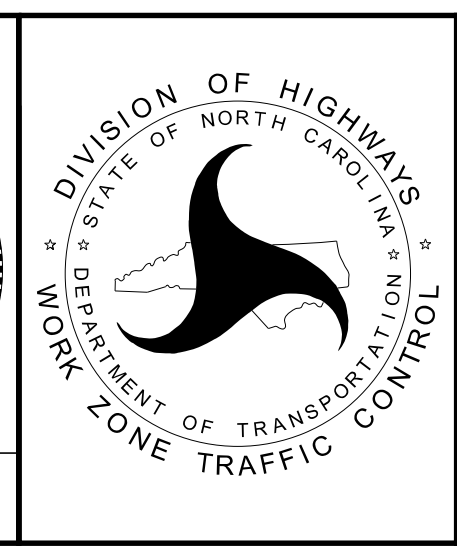 DIVISION OF HIGHWAYS
STATE OF NORTH CAROLINA
DEPARTMENT OF TRANSPORTATION
WORK ZONE TRAFFIC CONTROL